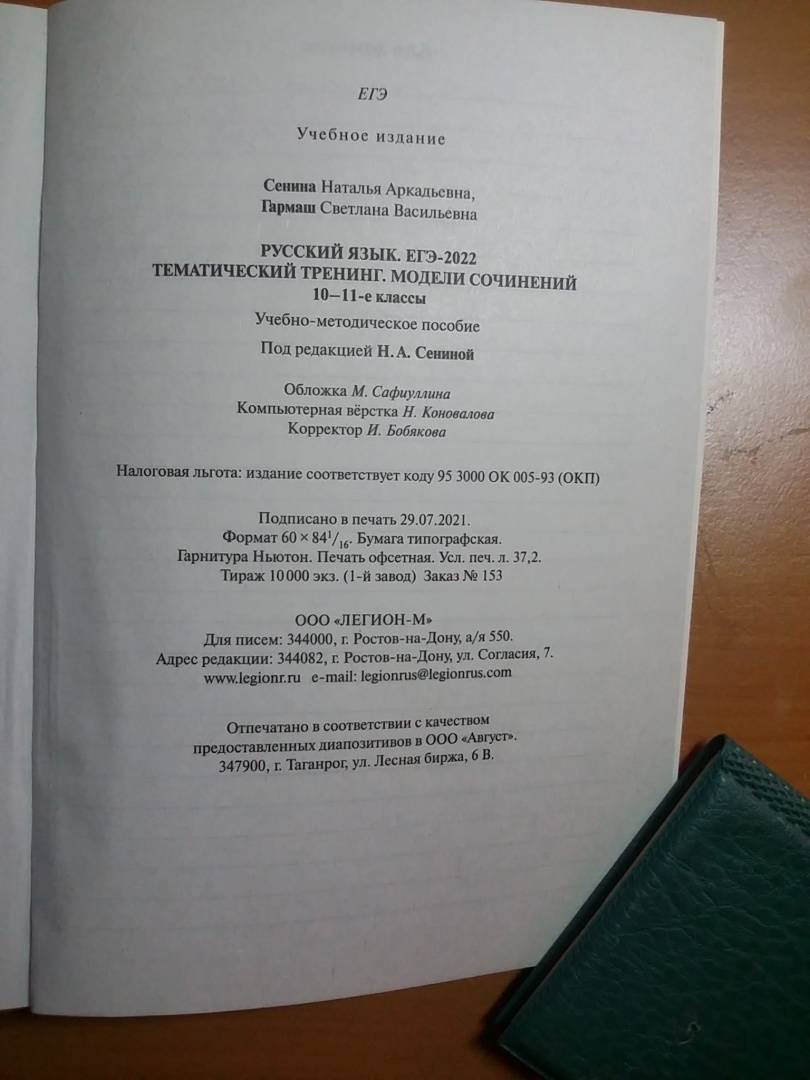 ЕГЭ
Учебное издание
Сенина Наталья Аркадьевна,
Гармаш Светлана Васильевна
РУССКИЙ ЯЗЫК. ЕГЭ-2022
ТЕМАТИЧЕСКИЙ ТРЕНИНГ. МОДЕЛИ СОЧИНЕНИЙ
10—11-е классы
Учебно-методическое пособие
Под редакцией Н. А. Сениной
Обложка М. Сафиуллина
Компьютерная вёрстка Н. Коновалова
Корректор И. Бобякова
Налоговая льгота: издание соответствует коду 95 3000 ОК 005-93 (ОКП)
Подписано в печать 29.07.2021.
Формат 60 × 84¹/₁₆. Бумага типографская.
Гарнитура Ньютон. Печать офсетная. Усл. печ. л. 37,2.
Тираж 10 000 экз. (1-й завод) Заказ № 153
ООО «ЛЕГИОН-М»
Для писем: 344000, г. Ростов-на-Дону, а/я 550.
Адрес редакции: 344082, г. Ростов-на-Дону, ул. Согласия, 7.
www.legionr.ru e-mail: legionrus@legionrus.com
Отпечатано в соответствии с качеством
предоставленных диапозитивов в ООО «Август».
347900, г. Таганрог, ул. Лесная биржа, 6 В.